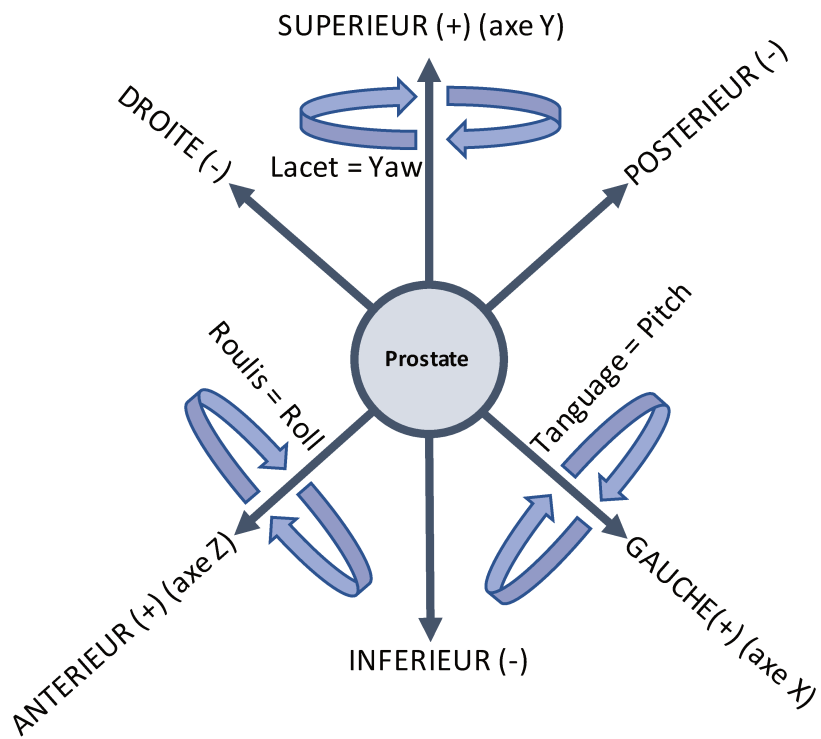 SUPERIEUR (+) (axe Y)
DROITE (-)
POSTERIEUR (-)
Lacet = Yaw
Roulis = Roll
Prostate
Tanguage = Pitch
ANTERIEUR (+) (axe Z)
GAUCHE(+) (axe X)
INFERIEUR (-)